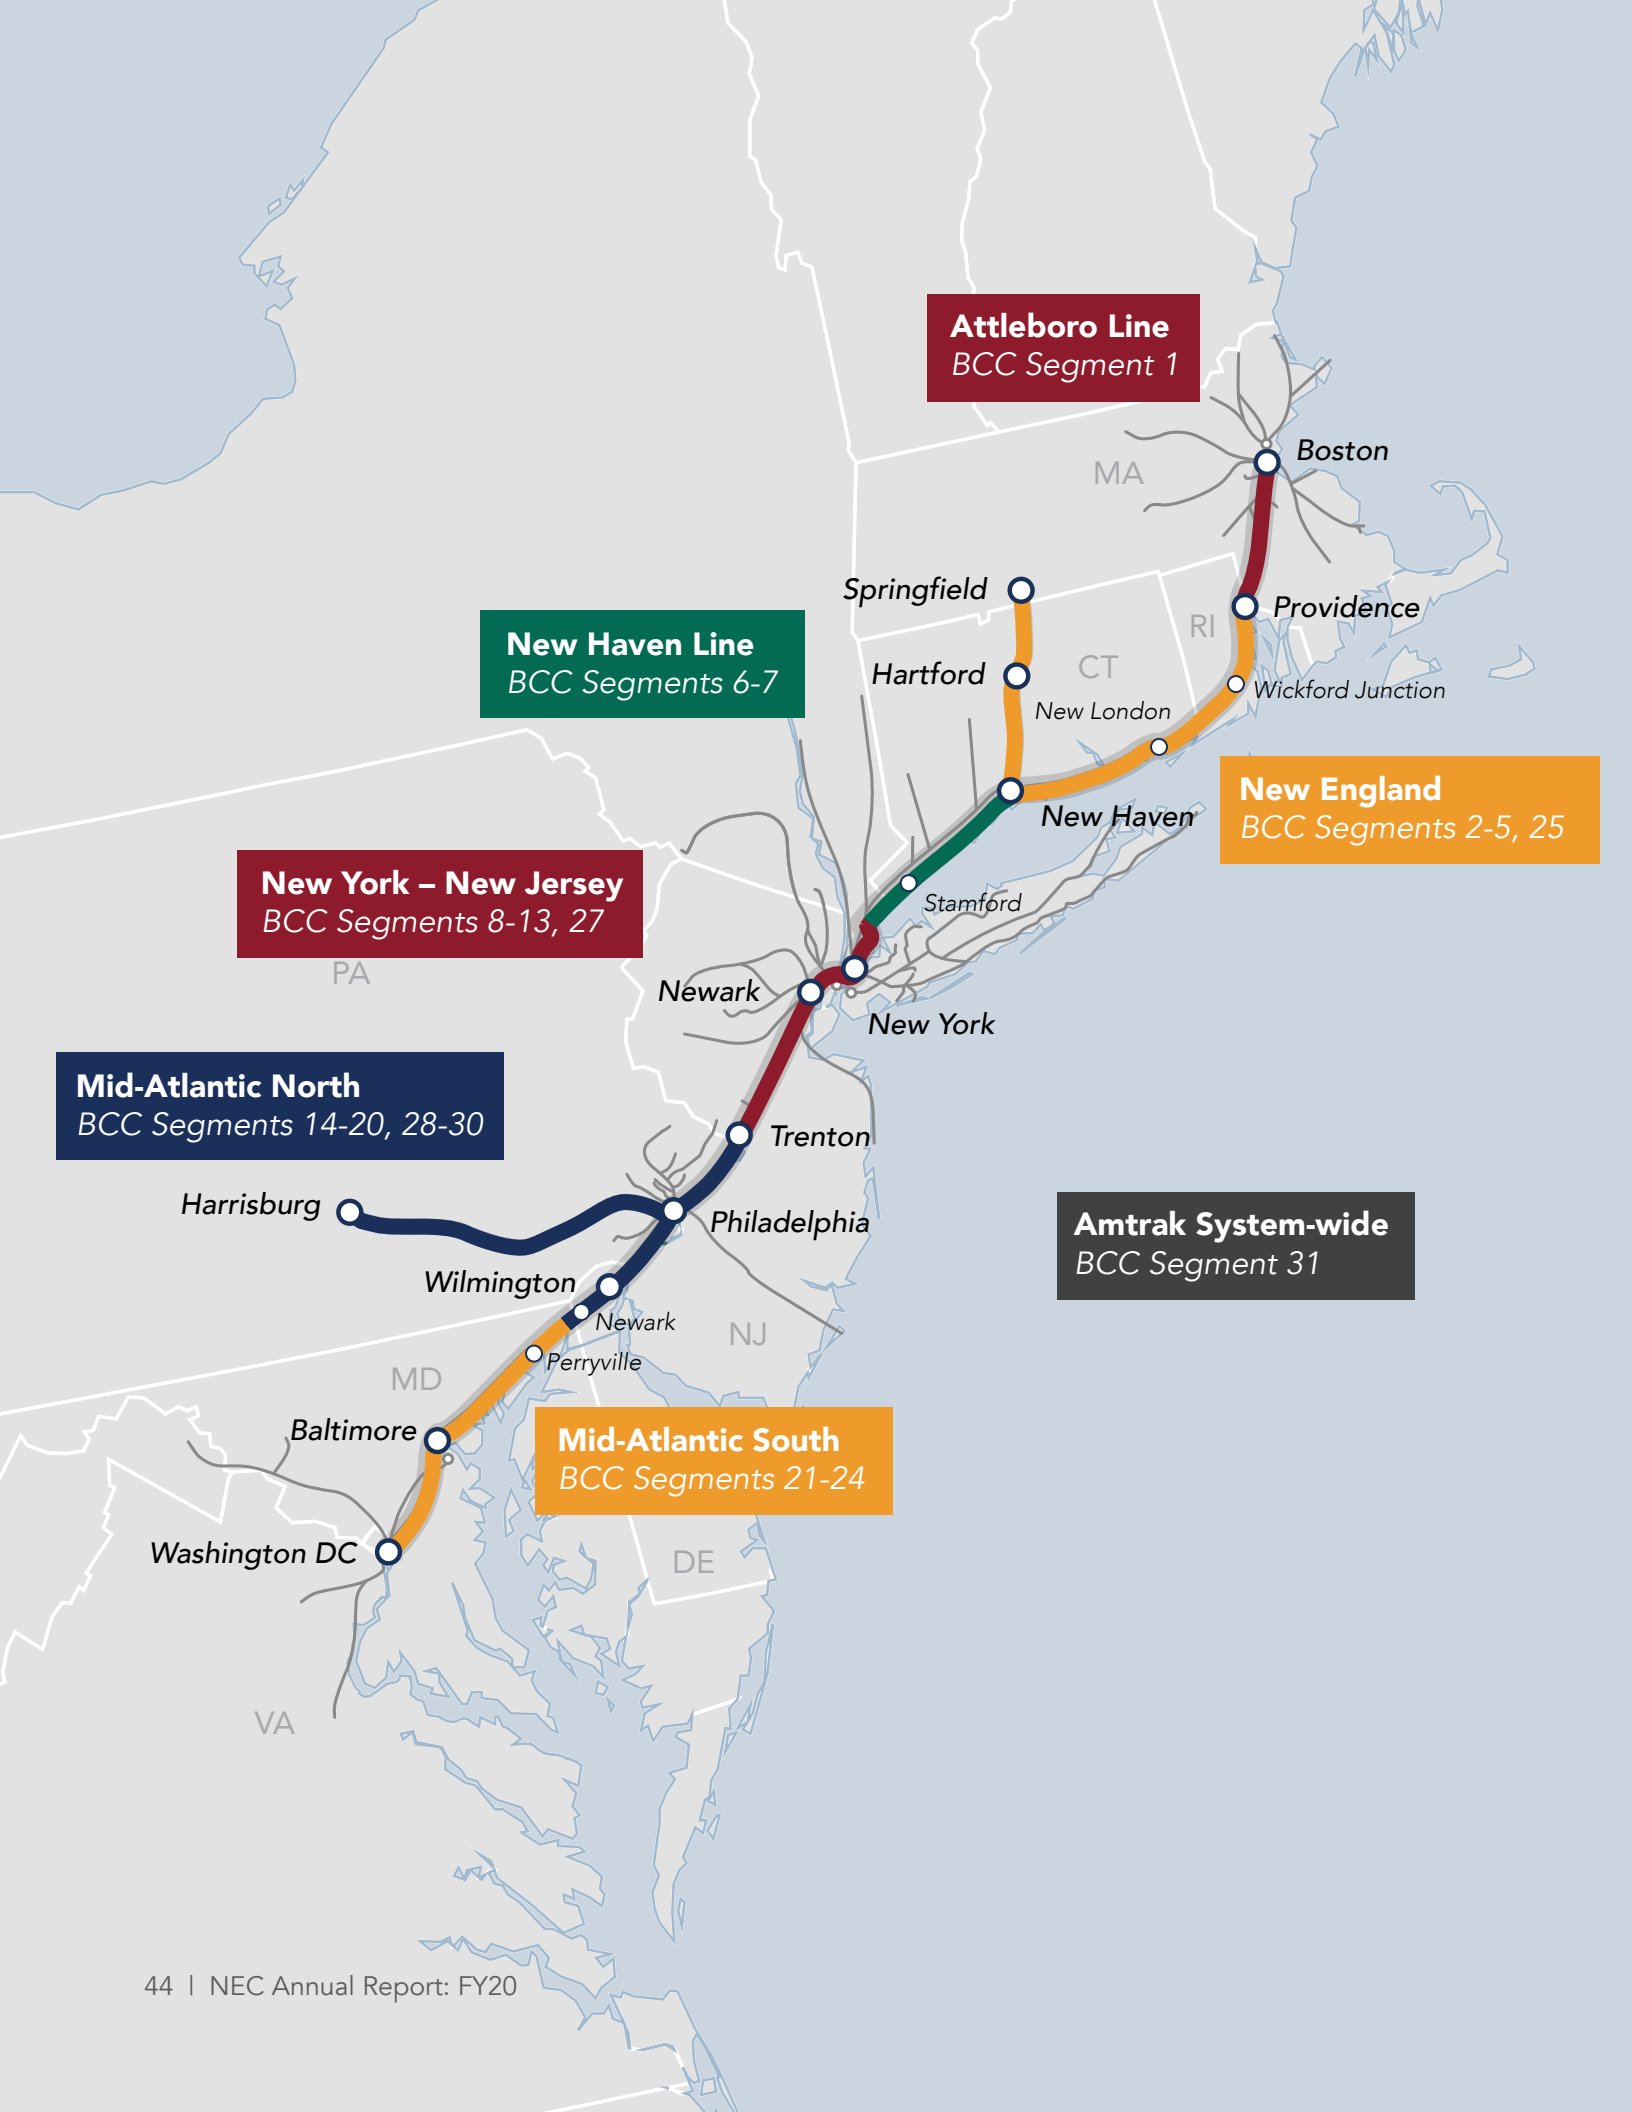 Attleboro Line
BCC Segment 1
Boston
MA
Springfield
Providence
RI
New Haven Line
BCC Segments 6-7
Hartford
CT
Wickford Junction
New London
New England
BCC Segments 2-5, 25
New Haven
New York – New Jersey
BCC Segments 8-13, 27
Stamford
PA
Newark
New York
Mid-Atlantic North
BCC Segments 14-20, 28-30
Trenton
Harrisburg
Philadelphia
Amtrak System-wide
BCC Segment 31
Wilmington
Newark
NJ
Perryville
MD
Baltimore
Mid-Atlantic South
BCC Segments 21-24
Washington DC
DE
VA
44 | NEC Annual Report: FY20